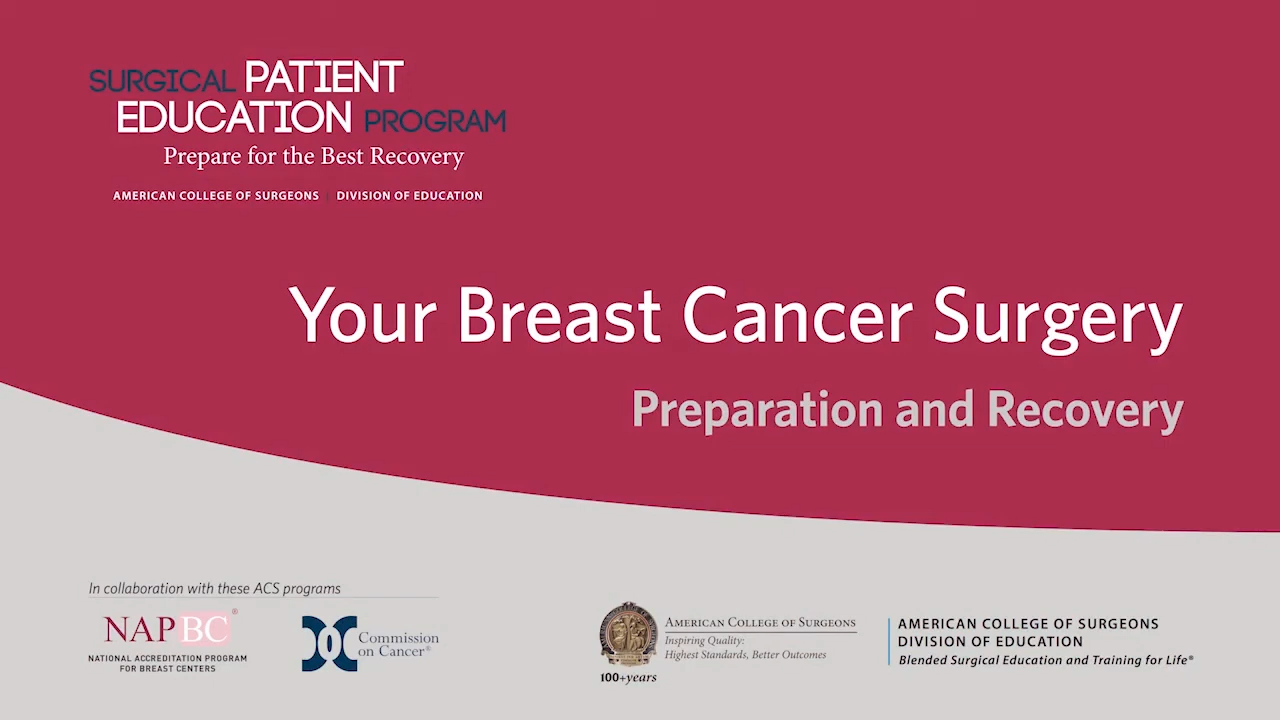 SURGICAL PATIENT
EDUCATION PROGRAM
Prepare for the Best Recovery
AMERICAN COLLEGE OF SURGEONS | DIVISION OF EDUCATION
Your Breast Cancer Surgery
Preparation and Recovery
In collaboration with these ACS programs
NAPBC®
NATIONAL ACCREDITATION PROGRAM
FOR BREAST CENTERS
Commission
on Cancer®
AMERICAN COLLEGE OF SURGEONS
Inspiring Quality:
Highest Standards, Better Outcomes
100+years
AMERICAN COLLEGE OF SURGEONS
DIVISION OF EDUCATION
Blended Surgical Education and Training for Life®